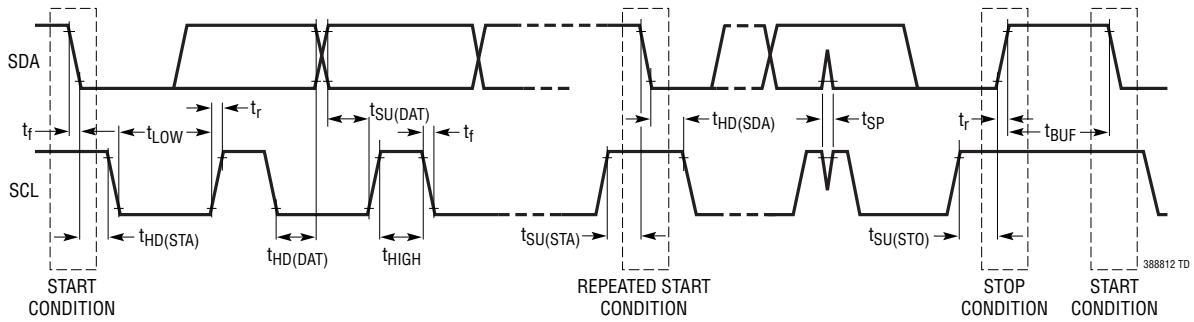 SDA
t_f
t_LOW
t_r
t_SU(DAT)
t_f
t_HD(SDA)
t_SP
t_r
t_BUF
SCL
t_HD(STA)
t_HD(DAT)
t_HIGH
t_SU(STA)
t_SU(STO)
388812 TD
START
CONDITION
REPEATED START
CONDITION
STOP
CONDITION
START
CONDITION